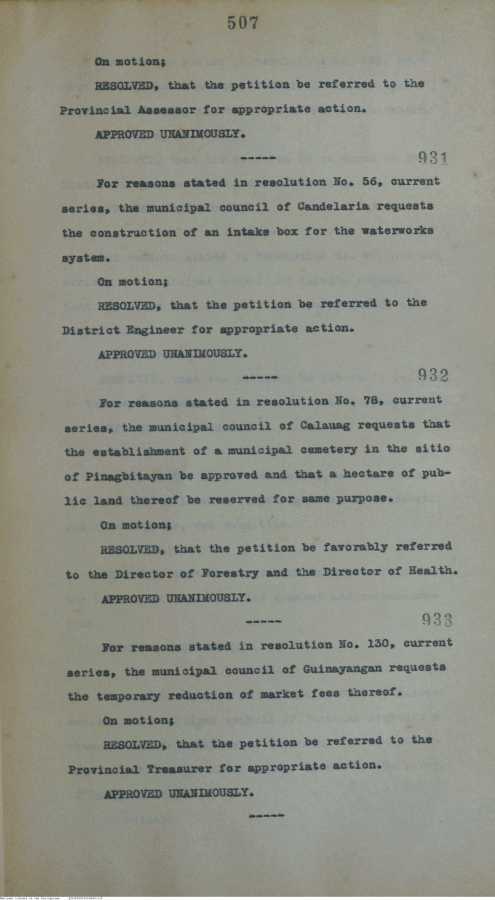 507
On motion;
RESOLVED, that the petition be referred to the
Provincial Assessor for appropriate action.
APPROVED UNANIMOUSLY.
-----
931
For reasons stated in resolution No. 56, current
series, the municipal council of Candelaria requests
the construction of an intake box for the waterworks
system.
On motion;
RESOLVED, that the petition be referred to the
District Engineer for appropriate action.
APPROVED UNANIMOUSLY.
-----
932
For reasons stated in resolution No. 78, current
series, the municipal council of Calauag requests that
the establishment of a municipal cemetery in the sitio
of Pinagbitayan be approved and that a hectare of pub-
lic land thereof be reserved for same purpose.
On motion;
RESOLVED, that the petition be favorably referred
to the Director of Forestry and the Director of Health.
APPROVED UNANIMOUSLY.
-----
933
For reasons stated in resolution No. 130, current
series, the municipal council of Guinayangan requests
the temporary reduction of market fees thereof.
On motion;
RESOLVED, that the petition be referred to the
Provincial Treasurer for appropriate action.
APPROVED UNANIMOUSLY.
-----